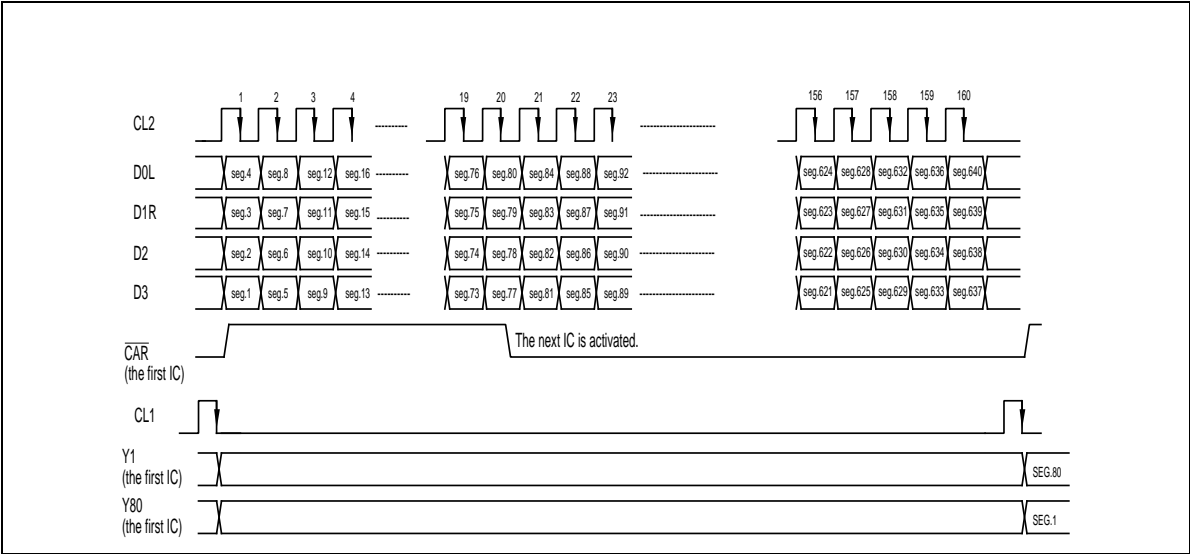 1 2 3 4 19 20 21 22 23 156 157 158 159 160
CL2 ---------- ----------------------
D0L seg.4 seg.8 seg.12 seg.16 ---------- seg.76 seg.80 seg.84 seg.88 seg.92 ---------------------- seg.624 seg.628 seg.632 seg.636 seg.640
D1R seg.3 seg.7 seg.11 seg.15 ---------- seg.75 seg.79 seg.83 seg.87 seg.91 seg.623 seg.627 seg.631 seg.635 seg.639
D2 seg.2 seg.6 seg.10 seg.14 ---------- seg.74 seg.78 seg.82 seg.86 seg.90 ---------------------- seg.622 seg.626 seg.630 seg.634 seg.638
D3 seg.1 seg.5 seg.9 seg.13 ---------- seg.73 seg.77 seg.81 seg.85 seg.89 ---------------------- seg.621 seg.625 seg.629 seg.633 seg.637
The next IC is activated.
CAR
(the first IC)
CL1
Y1
(the first IC)
SEG.80
Y80
(the first IC)
SEG.1